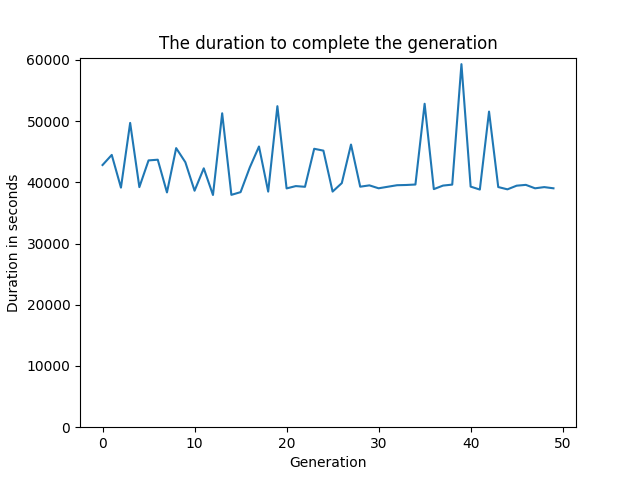 The duration to complete the generation
60000
50000
40000
30000
20000
10000
0
Duration in seconds
0 10 20 30 40 50
Generation